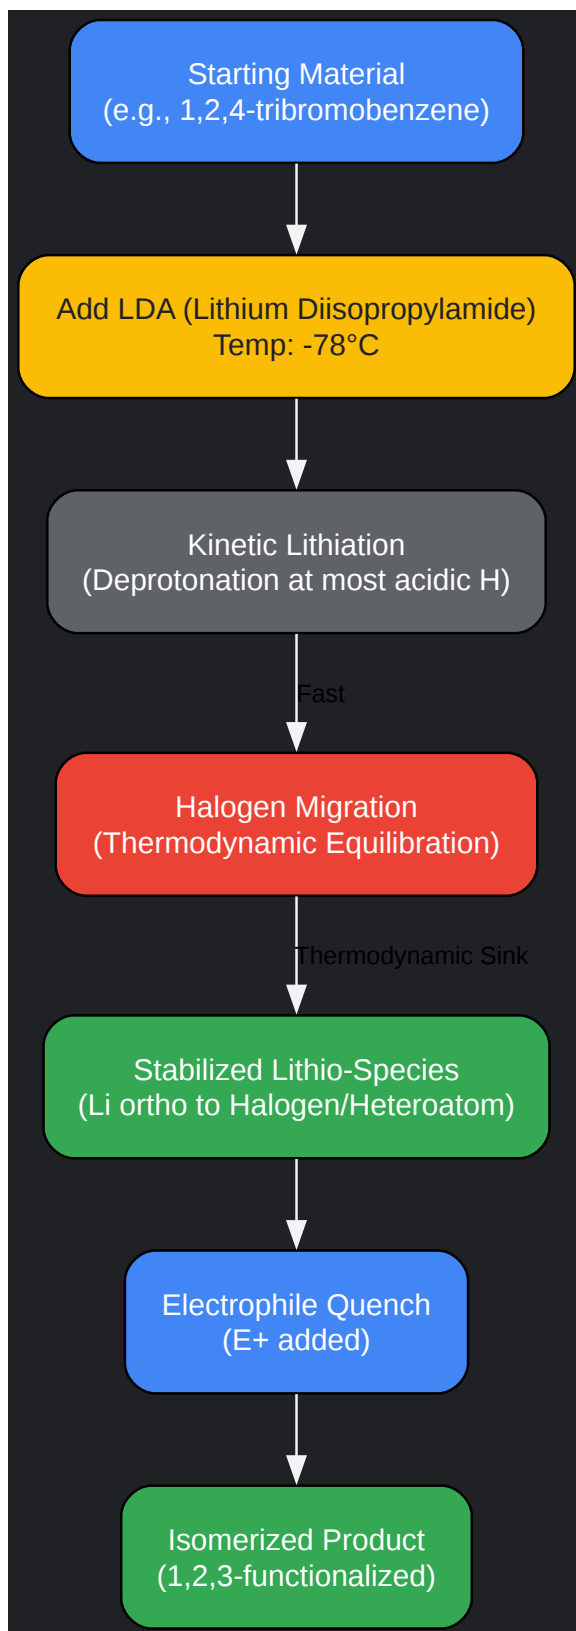 Starting Material
(e.g., 1,2,4-tribromobenzene)
Add LDA (Lithium Diisopropylamide)
Temp: -78°C
Kinetic Lithiation
(Deprotonation at most acidic H)
Fast
Halogen Migration
(Thermodynamic Equilibration)
Thermodynamic Sink
Stabilized Lithio-Species
(Li ortho to Halogen/Heteroatom)
Electrophile Quench
(E+ added)
Isomerized Product
(1,2,3-functionalized)